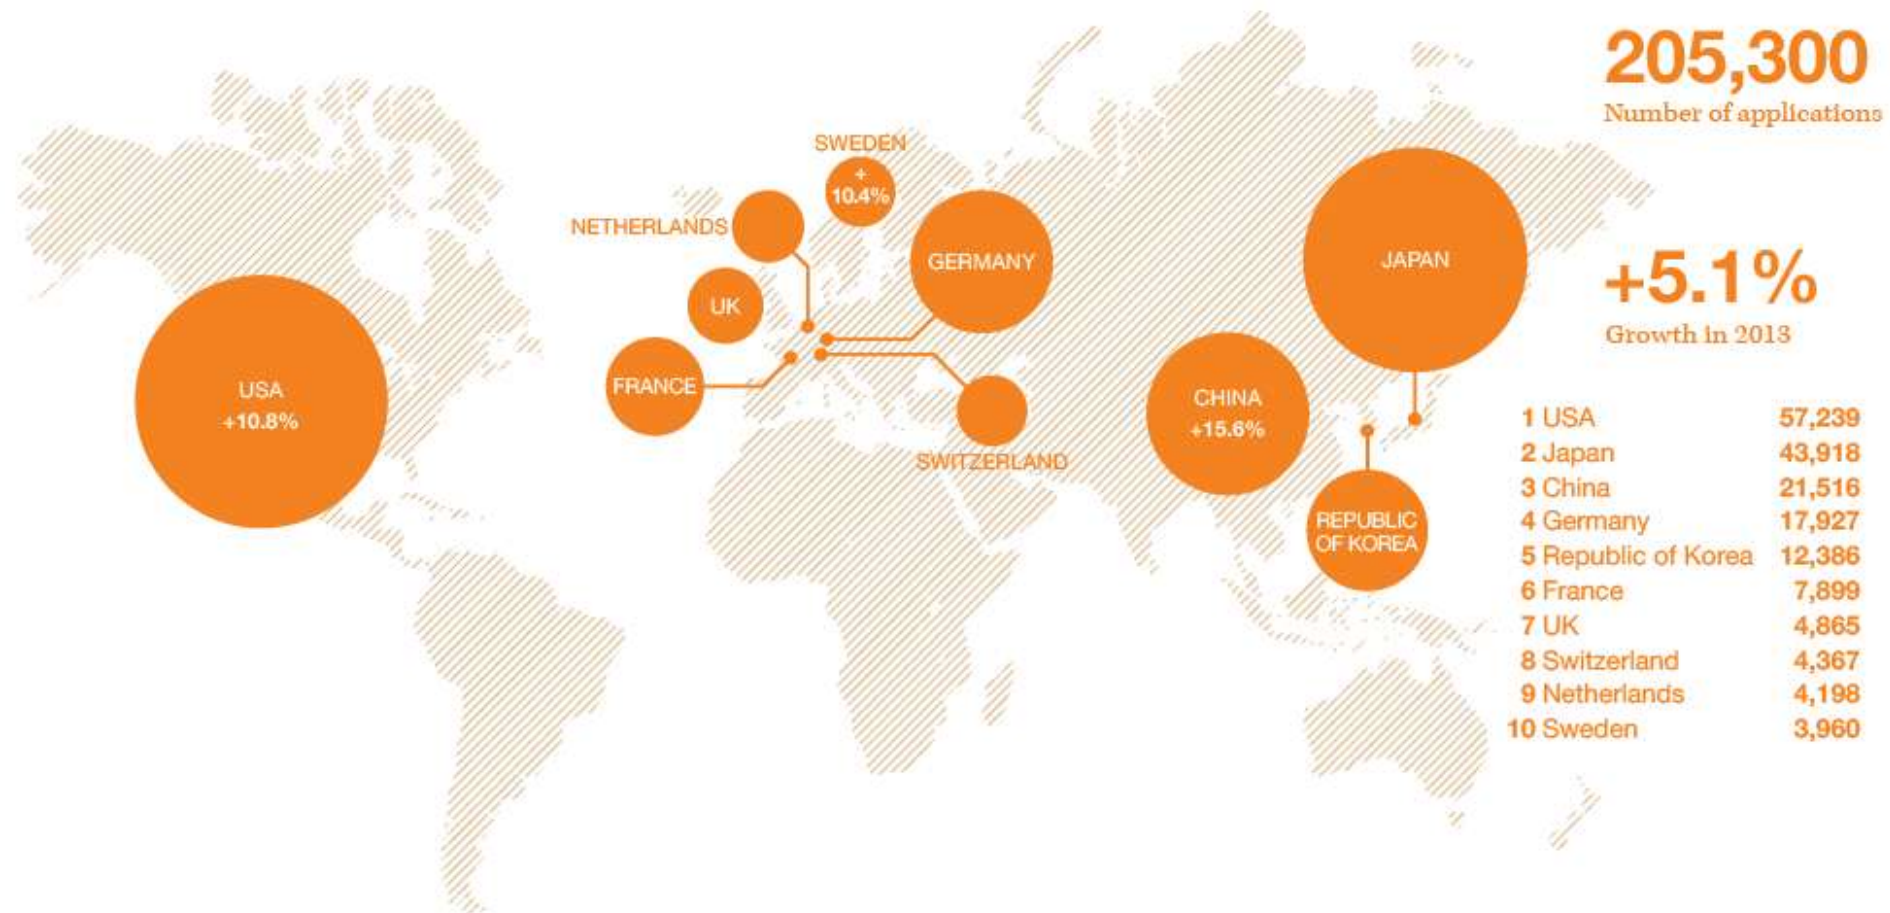 205,300
Number of applications
SWEDEN
+
10.4%
NETHERLANDS
GERMANY
JAPAN
UK
+5.1%
Growth in 2013
FRANCE
USA
+10.8%
CHINA
+15.6%
SWITZERLAND
REPUBLIC
OF KOREA
1 USA 57,239
2 Japan 43,918
3 China 21,516
4 Germany 17,927
5 Republic of Korea 12,386
6 France 7,899
7 UK 4,865
8 Switzerland 4,367
9 Netherlands 4,198
10 Sweden 3,960